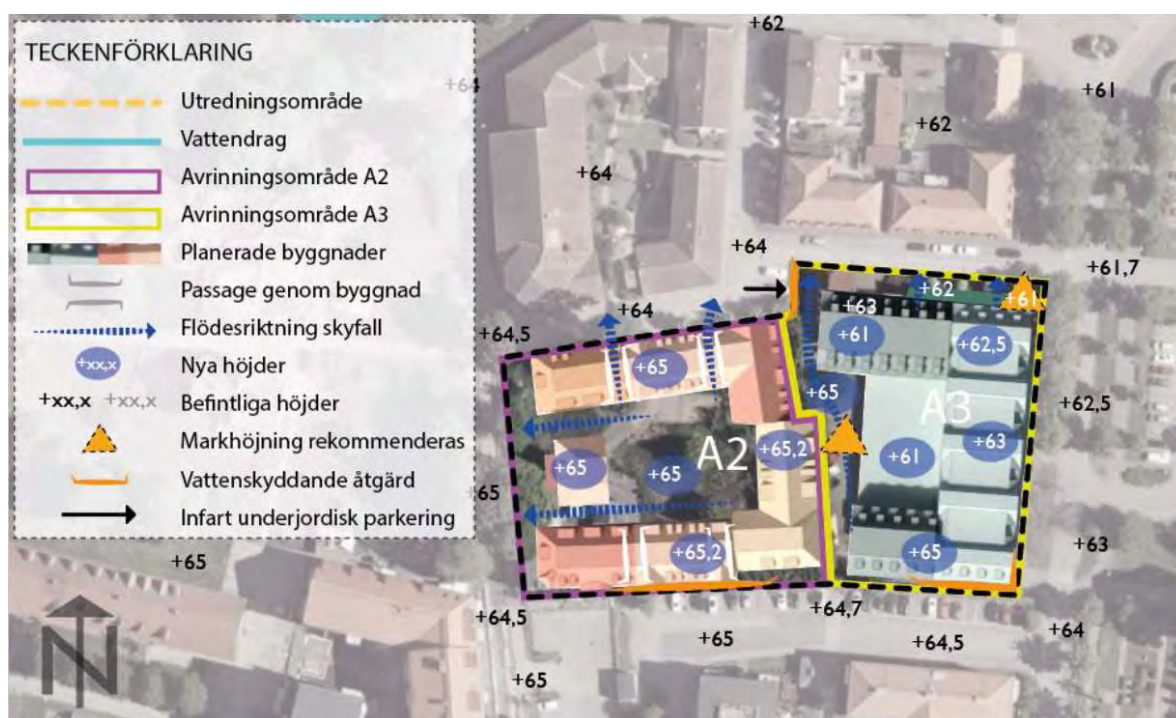 TECKENFÖRKLARING
Utredningsområde
Vattendrag
Avrinningsområde A2
Avrinningsområde A3
Planerade byggnader
Passage genom byggnad
Flödesriktning skyfall
+xx,x Nya höjder
+xx,x +xx,x Befintliga höjder
Markhöjning rekommenderas
Vattenskyddande åtgärd
Infart underjordisk parkering
+62
+64
+61
+62
+64
+64
+61,7
+62
+61
+63
+64
+64,5
+61
+62,5
+65
+65
+62,5
A3
A2
+65,2
+63
+65
+65
+61
+65
+65
+65,2
+65
+63
+64,5
+64,7
+65
+64,5
+64
+65
N